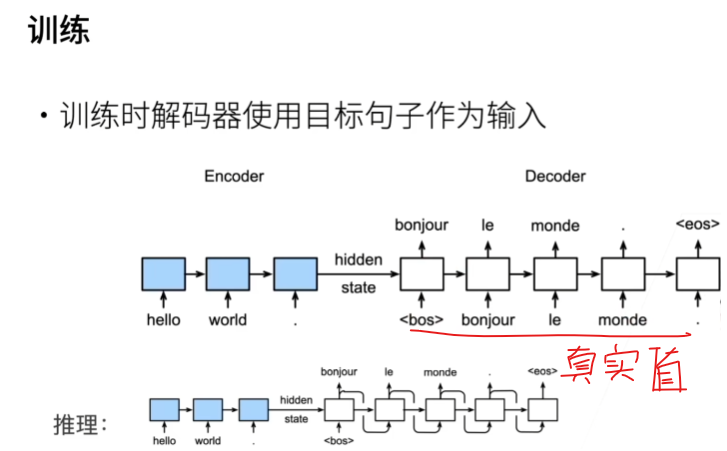 训练
• 训练时解码器使用目标句子作为输入
Encoder Decoder
bonjour le monde . <eos>
hidden
state
hello world . <bos> bonjour le monde .
真实值
推理：
bonjour le monde . <eos>
hidden
state
hello world . <bos>